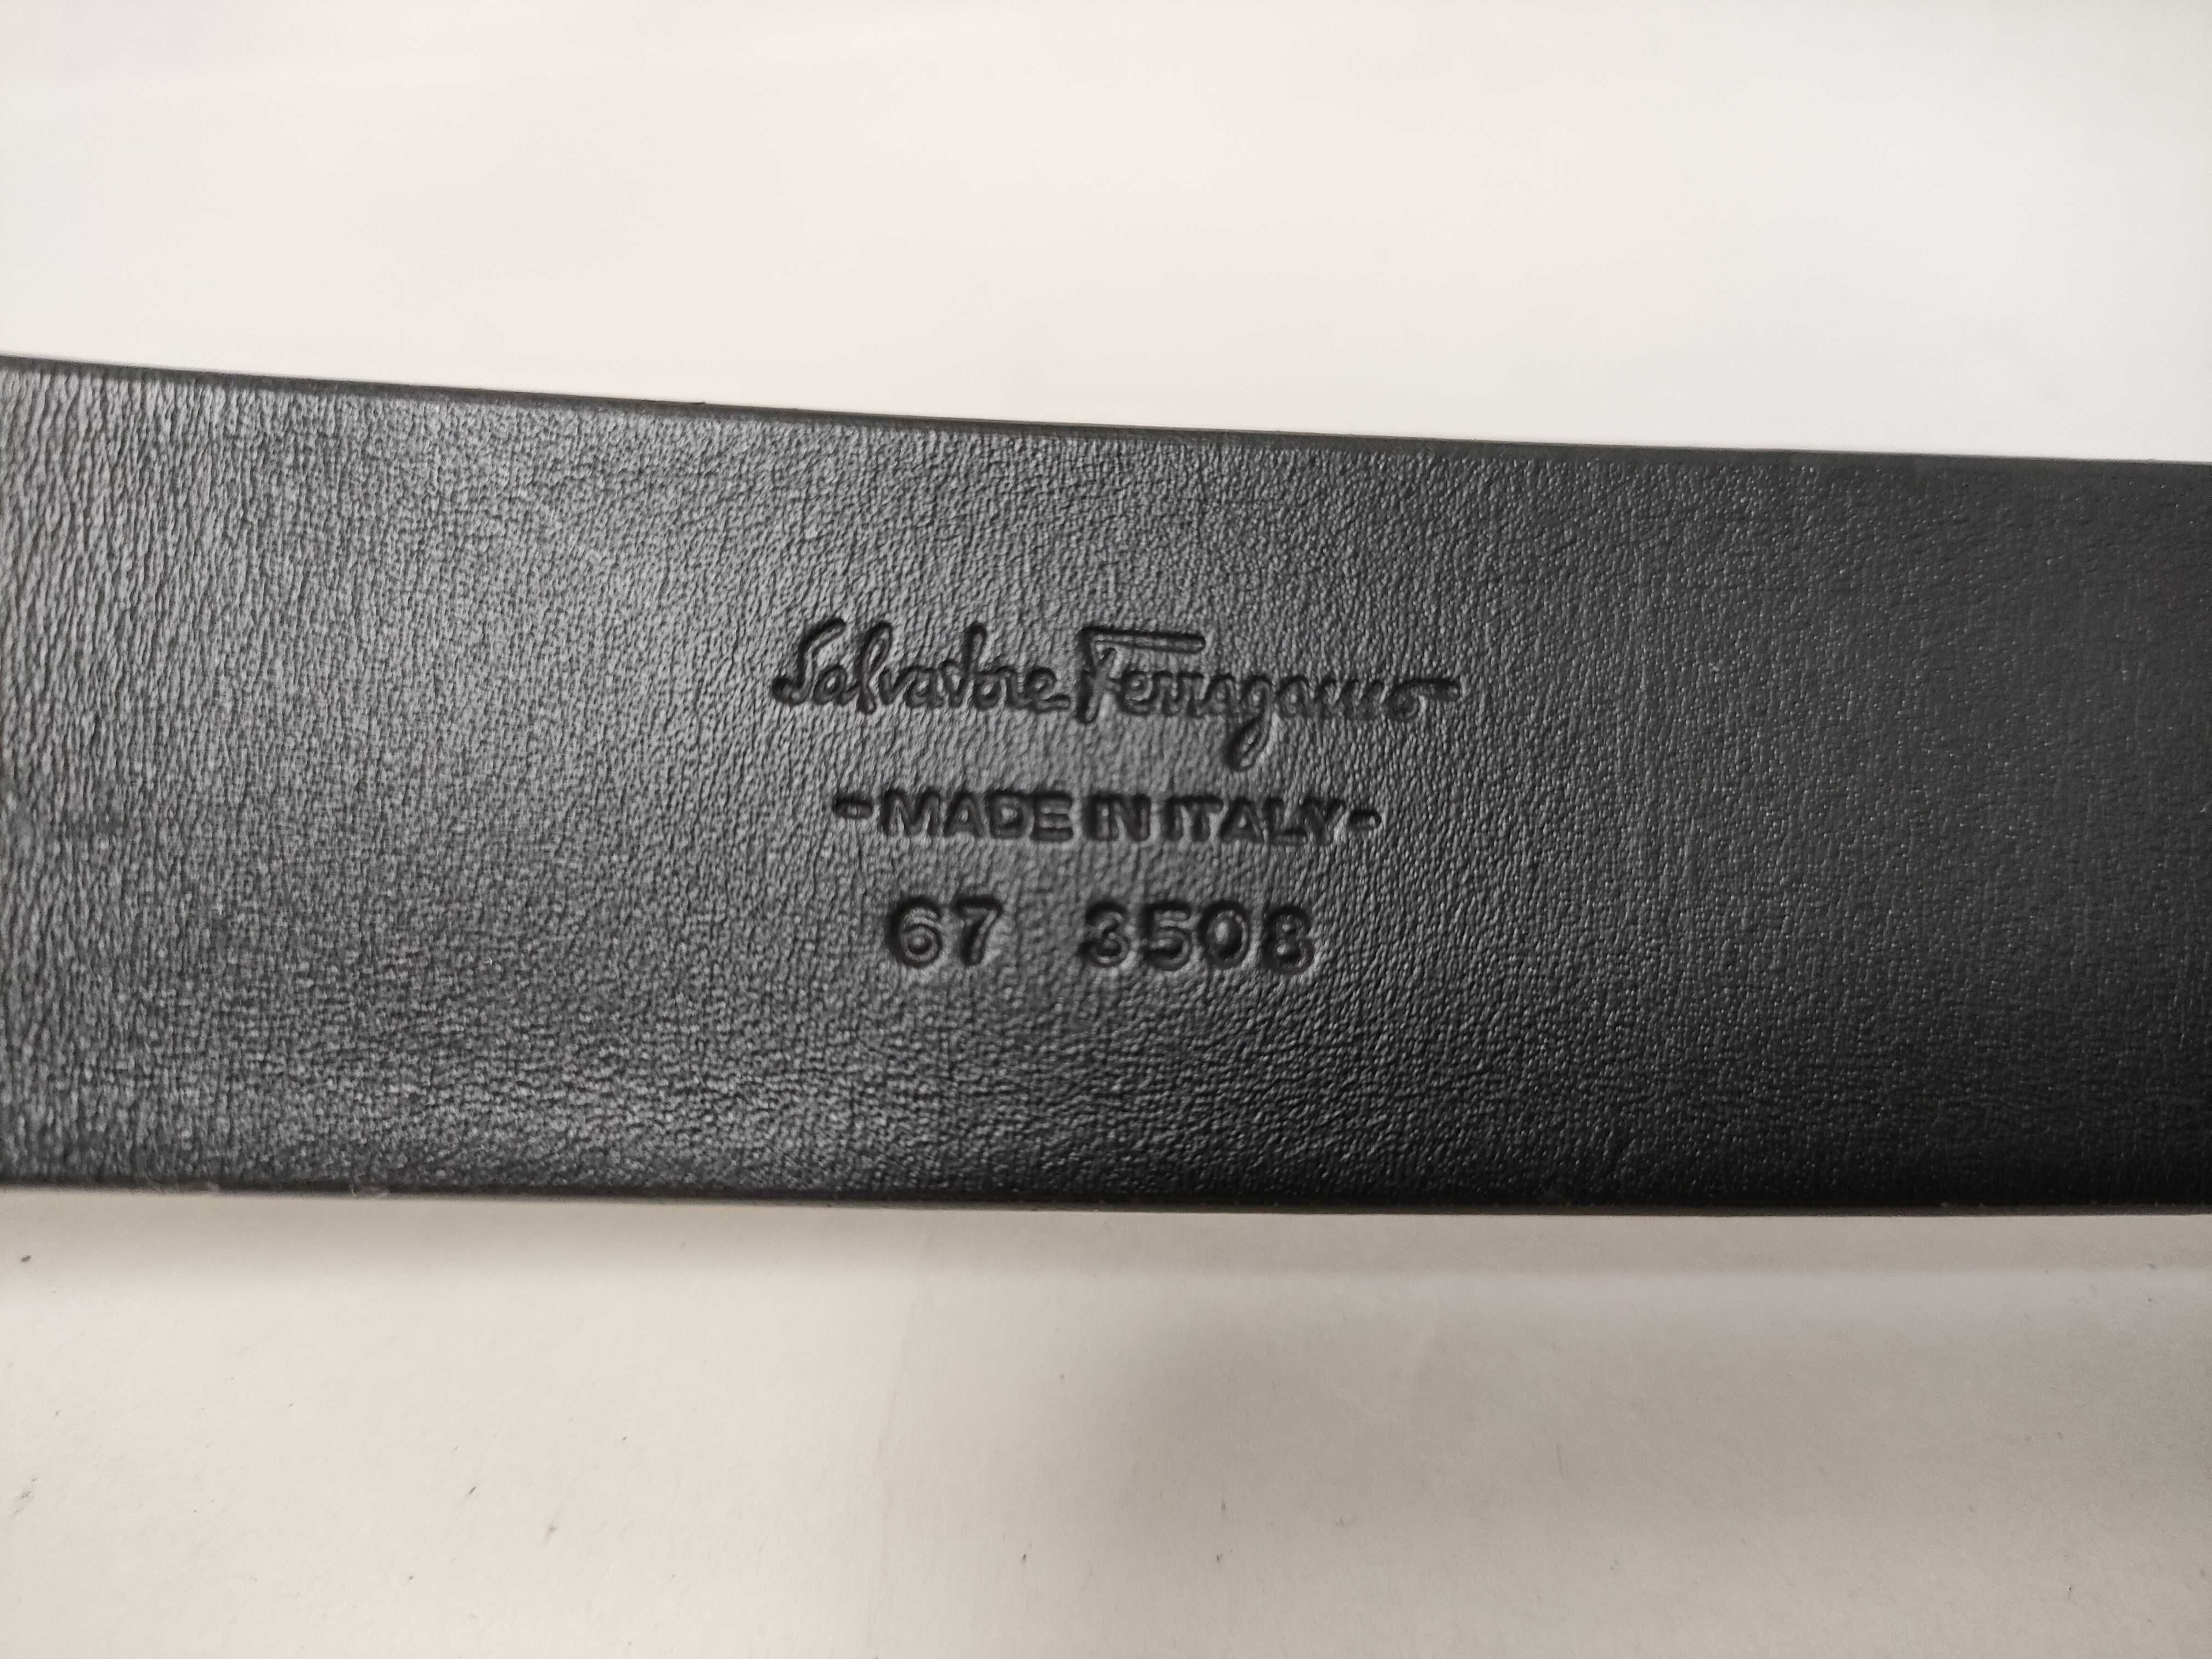 Salvatore Ferragamo
-MADE IN ITALY-
67 3508